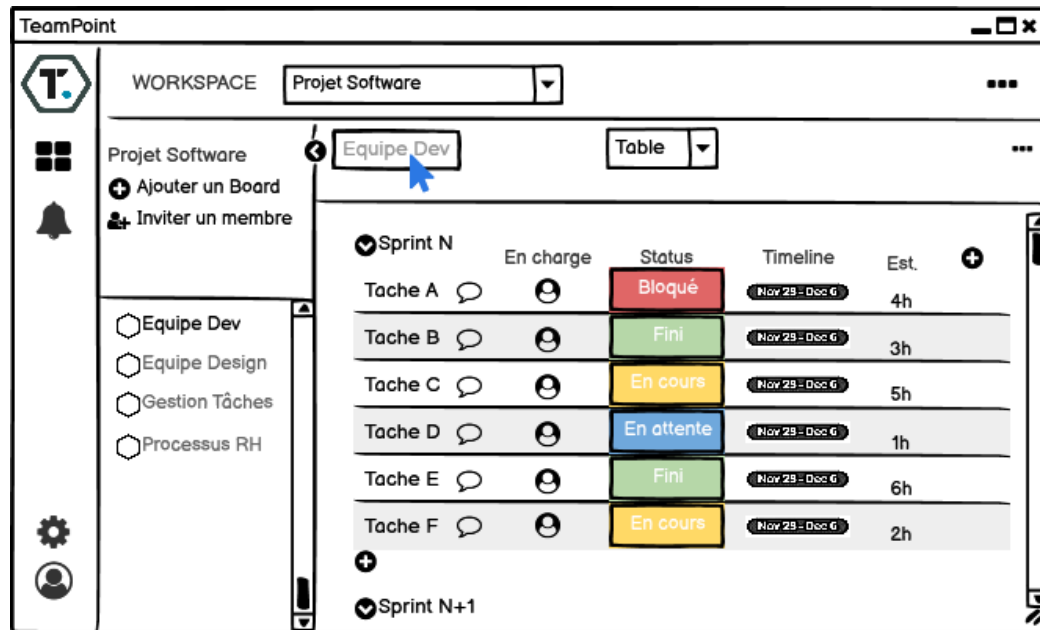 TeamPoint
T.
WORKSPACE Projet Software
Projet Software
Ajouter un Board
Inviter un membre
Equipe Dev
Equipe Design
Gestion Tâches
Processus RH
Equipe Dev Table
Sprint N
En charge Status Timeline Est.
Tache A Bloqué Nov 29 - Dec 6 4h
Tache B Fini Nov 29 - Dec 6 3h
Tache C En cours Nov 29 - Dec 6 5h
Tache D En attente Nov 29 - Dec 6 1h
Tache E Fini Nov 29 - Dec 6 6h
Tache F En cours Nov 29 - Dec 6 2h
Sprint N+1